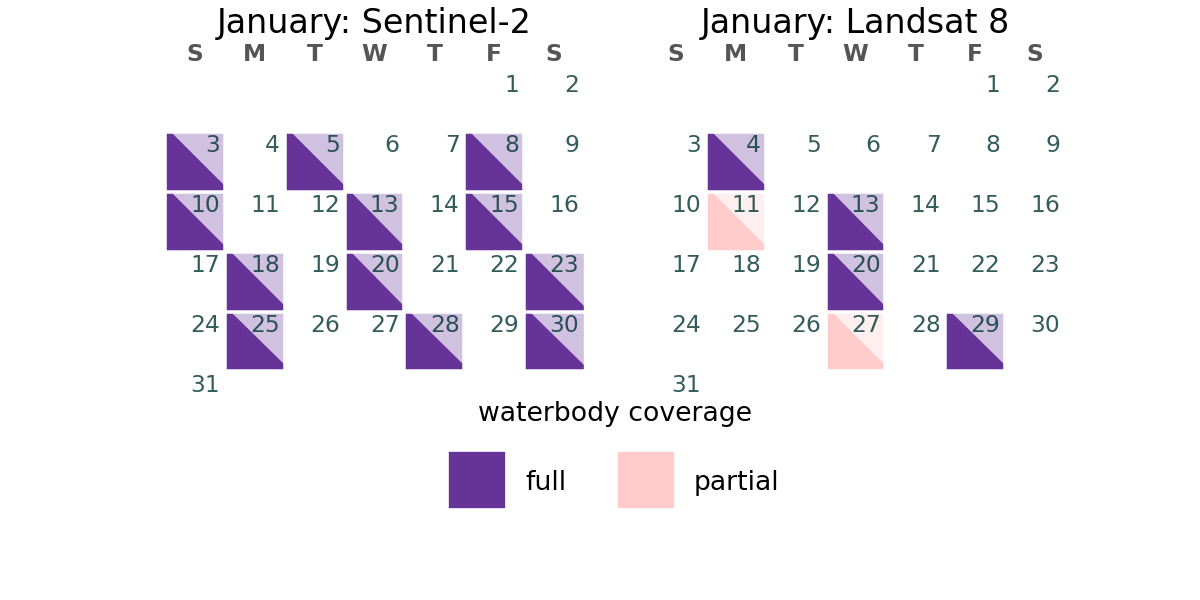 January: Sentinel-2
S M T W T F S
1 2
3 4 5 6 7 8 9
10 11 12 13 14 15 16
17 18 19 20 21 22 23
24 25 26 27 28 29 30
31
January: Landsat 8
S M T W T F S
1 2
3 4 5 6 7 8 9
10 11 12 13 14 15 16
17 18 19 20 21 22 23
24 25 26 27 28 29 30
31
waterbody coverage
full
partial